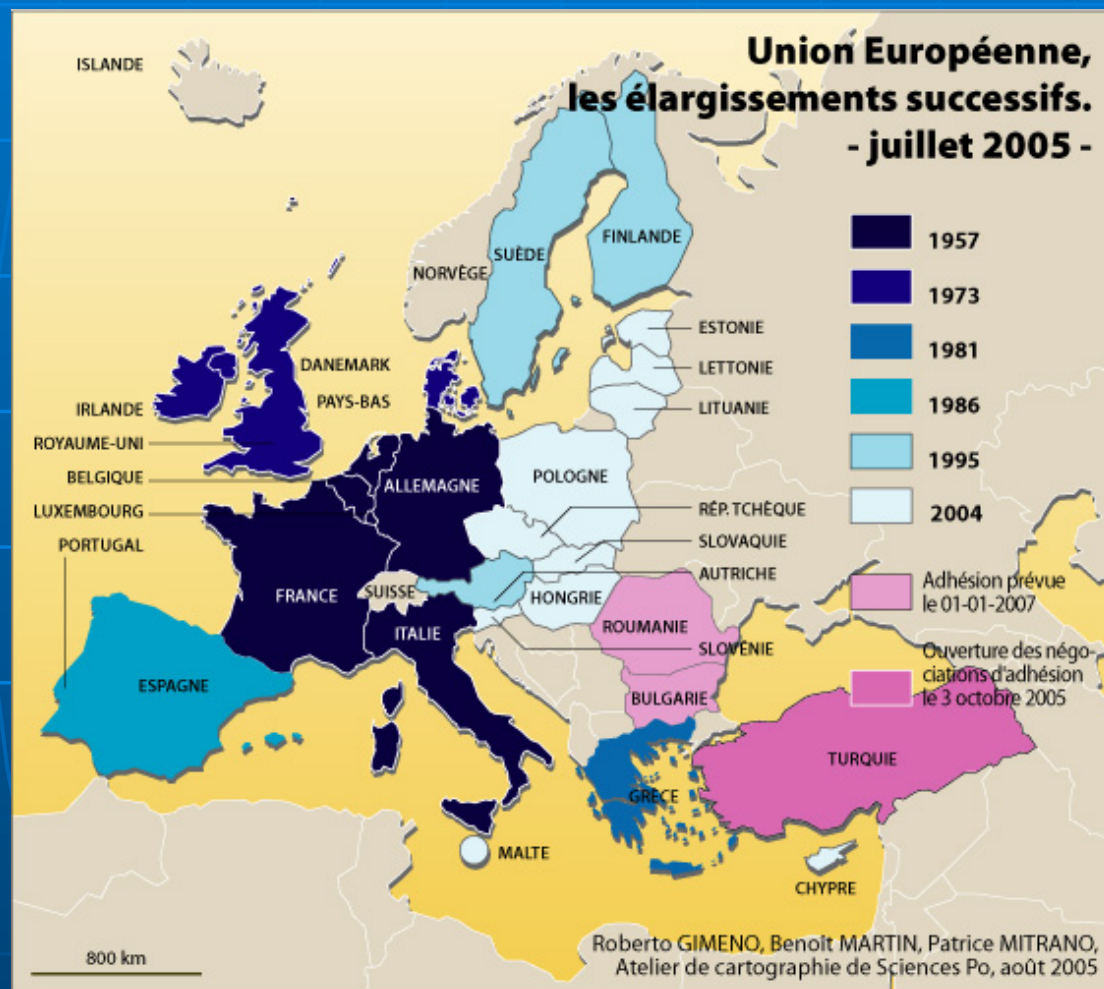 Union Européenne,
les élargissements successifs.
- juillet 2005 -
ISLANDE
1957
1973
1981
1986
1995
2004
Adhésion prévue
le 01-01-2007
Ouverture des négo-
ciations d'adhésion
le 3 octobre 2005
SUÈDE
FINLANDE
NORVÈGE
ESTONIE
LETTONIE
LITUANIE
DANEMARK
PAYS-BAS
IRLANDE
ROYAUME-UNI
BELGIQUE
LUXEMBOURG
PORTUGAL
ALLEMAGNE
POLOGNE
RÉP. TCHÈQUE
SLOVAQUIE
AUTRICHE
FRANCE
SUISSE
HONGRIE
ITALIE
ROUMANIE
SLOVÉNIE
ESPAGNE
BULGARIE
TURQUIE
GRÈCE
MALTE
CHYPRE
800 km
Roberto GIMENO, Benoît MARTIN, Patrice MITRANO,
Atelier de cartographie de Sciences Po, août 2005